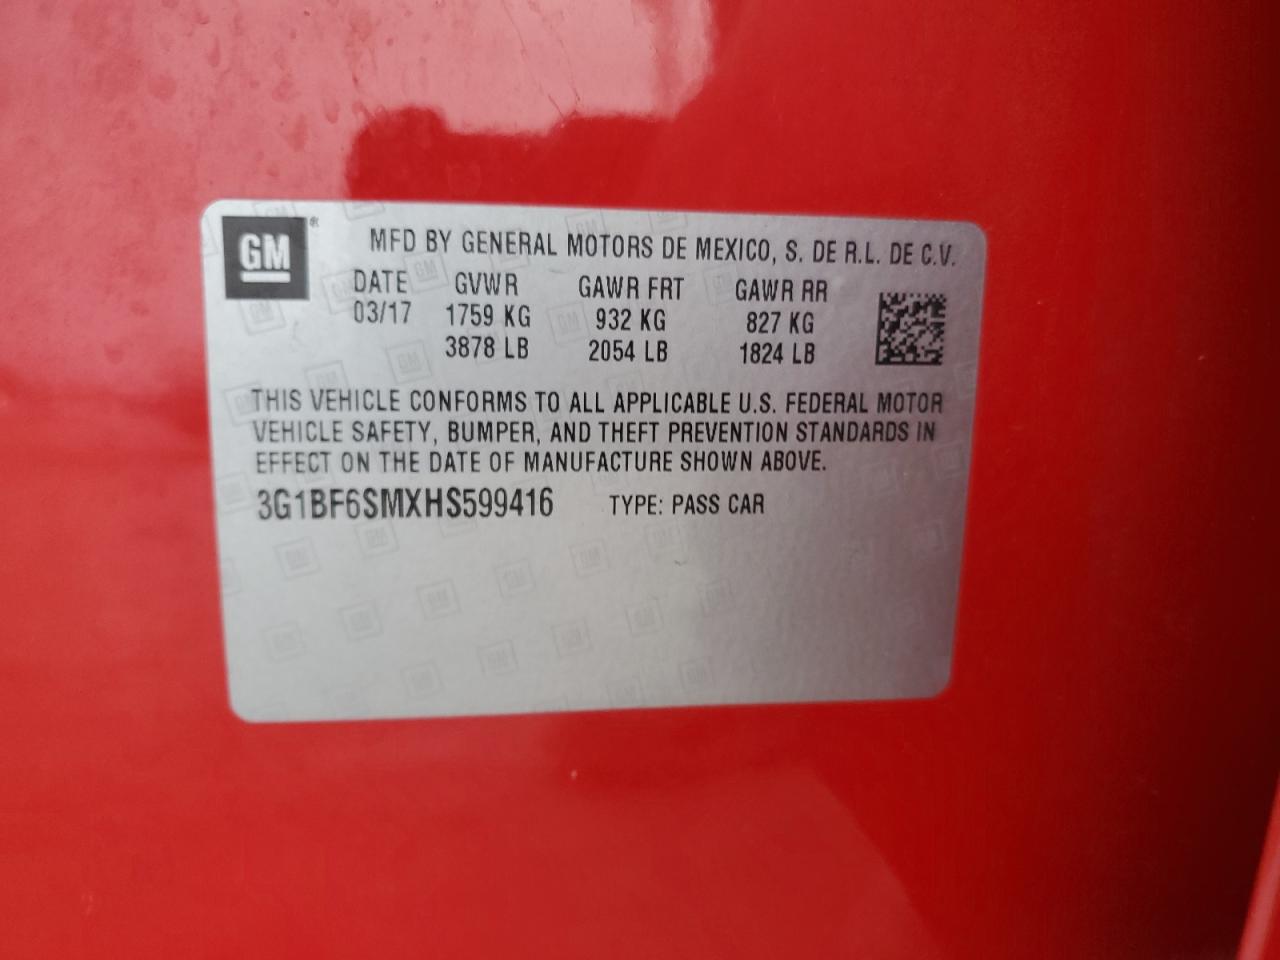 GM®
MFD BY GENERAL MOTORS DE MEXICO, S. DE R.L. DE C.V.
DATE GVWR GAWR FRT GAWR RR
03/17 1759 KG 932 KG 827 KG
3878 LB 2054 LB 1824 LB
THIS VEHICLE CONFORMS TO ALL APPLICABLE U.S. FEDERAL MOTOR
VEHICLE SAFETY, BUMPER, AND THEFT PREVENTION STANDARDS IN
EFFECT ON THE DATE OF MANUFACTURE SHOWN ABOVE.
3G1BF6SMXHS599416 TYPE: PASS CAR